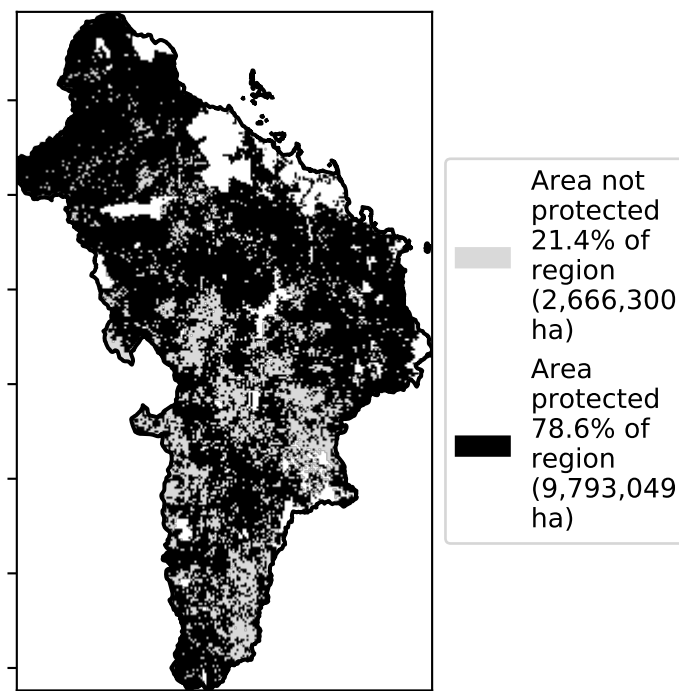 Area not
protected
21.4% of
region
(2,666,300
ha)
Area
protected
78.6% of
region
(9,793,049
ha)